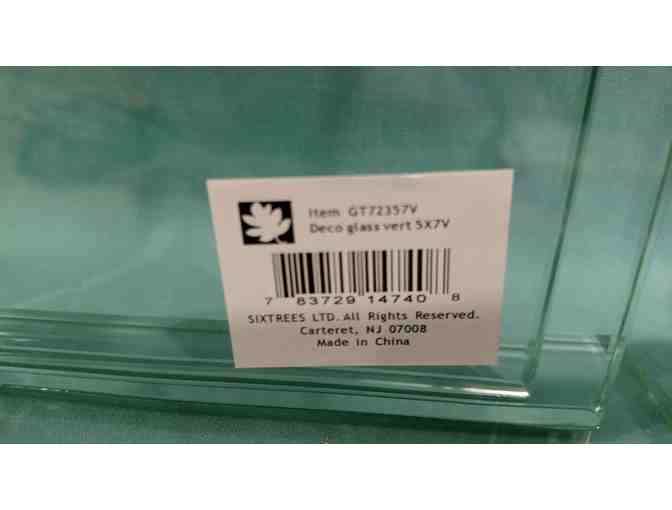 Item GT72357V
Deco glass vert 5X7V
7 83729 14740 8
SIXTREES LTD. All Rights Reserved.
Carteret, NJ 07008
Made in China